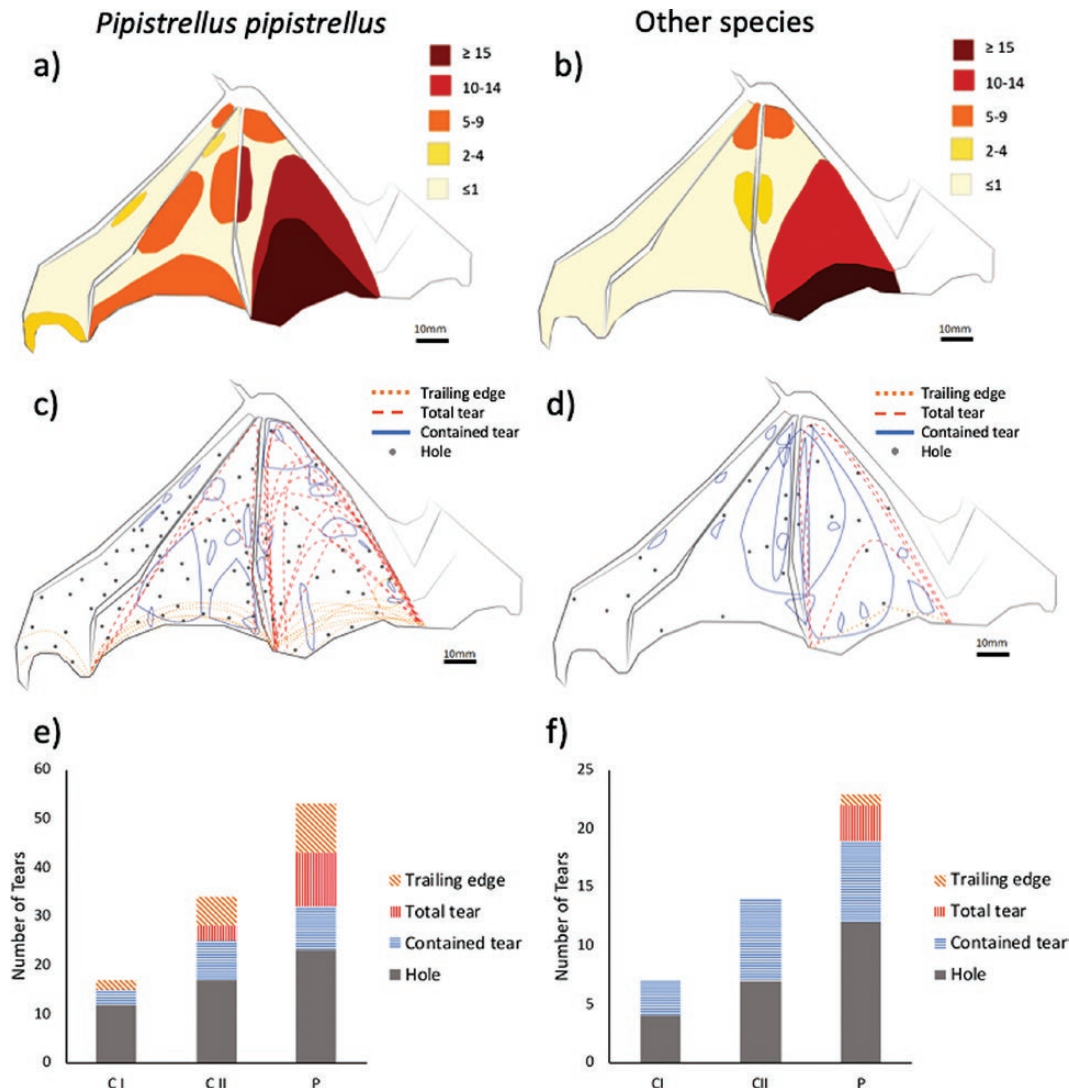 Pipistrellus pipistrellus
Other species
a)
≥ 15
10-14
5-9
2-4
≤1
10mm
b)
≥ 15
10-14
5-9
2-4
≤1
10mm
c)
Trailing edge
Total tear
Contained tear
Hole
10mm
d)
Trailing edge
Total tear
Contained tear
Hole
10mm
e)
Number of Tears
60
50
40
30
20
10
0
C I
C II
P
Trailing edge
Total tear
Contained tear
Hole
f)
Number of Tears
25
20
15
10
5
0
CI
CII
P
Trailing edge
Total tear
Contained tear
Hole